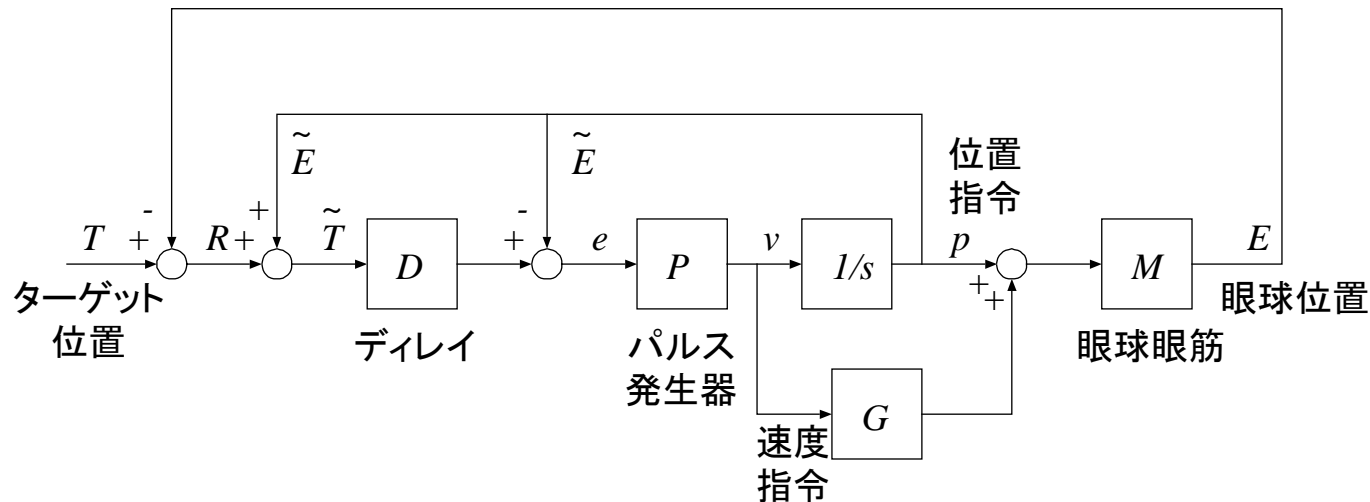 -
~
E
~
E
位置
指令
-
+
T
+
R
+
~
T
D
-
+
e
P
v
1/s
p
+
+
M
E
ターゲット
位置
ディレイ
パルス
発生器
眼球眼筋
眼球位置
G
速度
指令